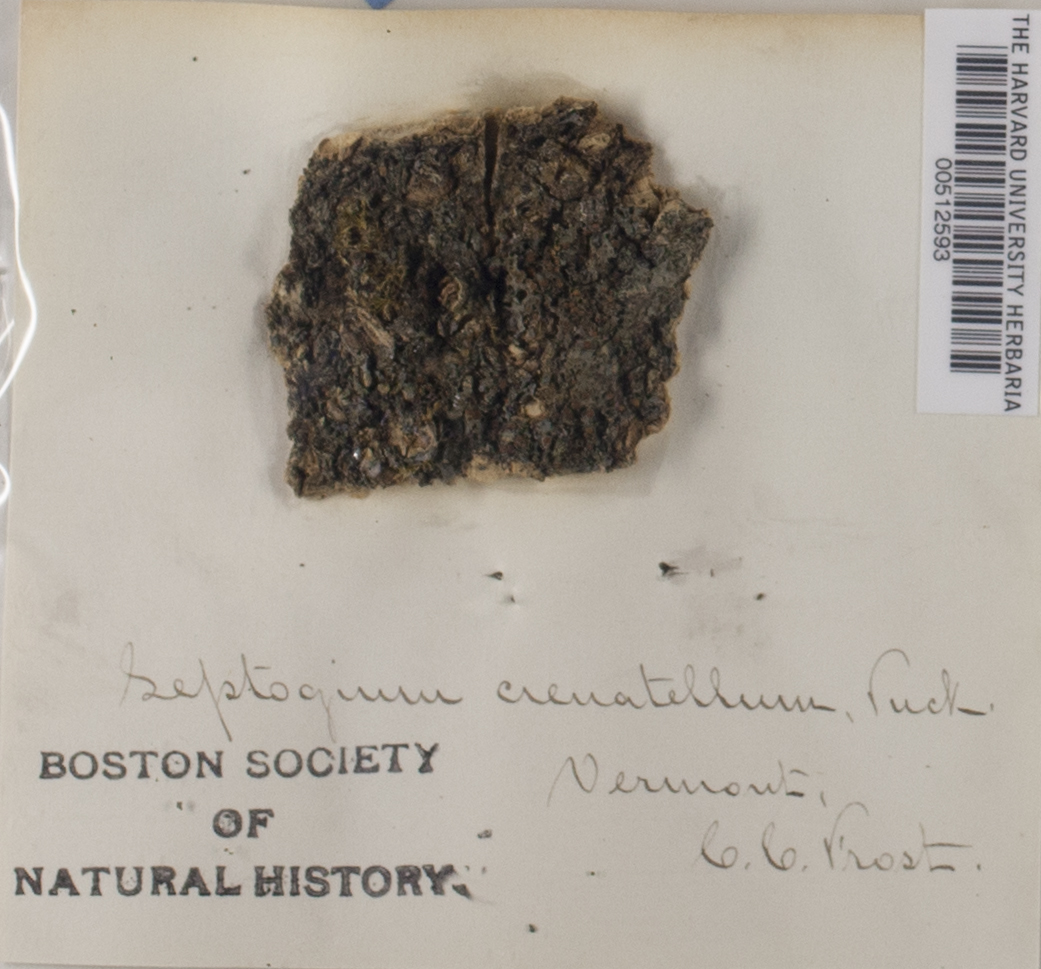 THE HARVARD UNIVERSITY HERBARIA
00512593
Leptogium crenatellum, Tuck.
Vermont,
C. C. Frost.
BOSTON SOCIETY
OF
NATURAL HISTORY.